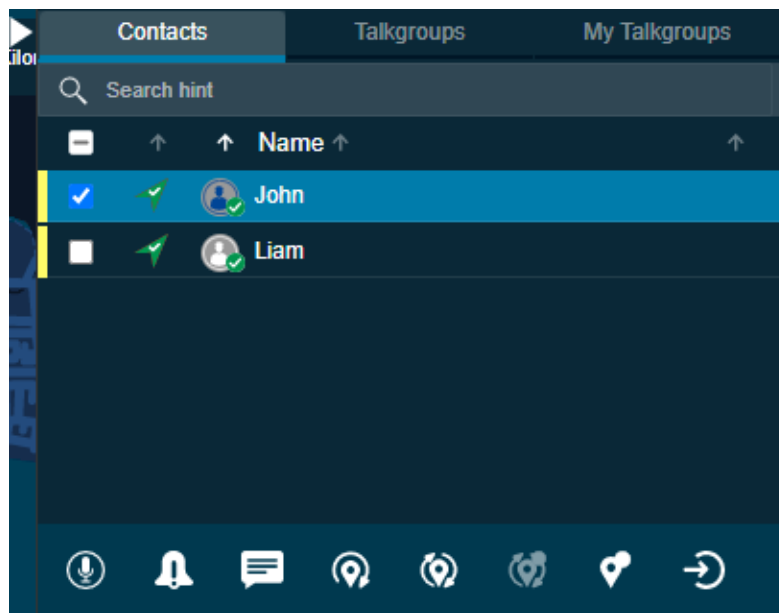 Contacts
Talkgroups
My Talkgroups
Search hint
Name
John
Liam